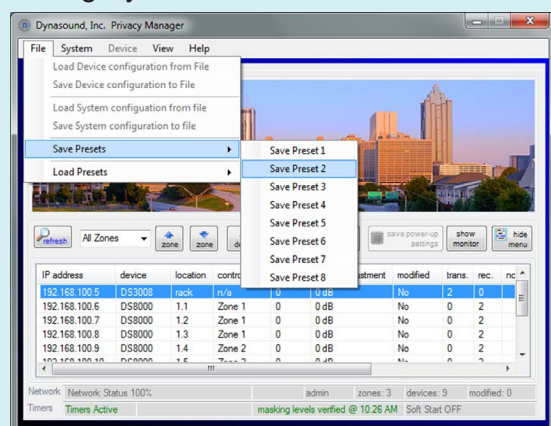 Dynasound, Inc. Privacy Manager
File System Device View Help
Load Device configuration from File
Save Device configuration to File
Load System configuation from file
Save System configuration to file
Save Presets
Load Presets
Save Preset 1
Save Preset 2
Save Preset 3
Save Preset 4
Save Preset 5
Save Preset 6
Save Preset 7
Save Preset 8
refresh All Zones zone zone save power-up settings show monitor hide menu
IP address device location modified trans. rec.
192.168.100.5 DS3008 rack n/a 0 0 dB No 2 0
192.168.100.6 DS8000 1.1 Zone 1 0 0 dB No 0 2
192.168.100.7 DS8000 1.2 Zone 1 0 0 dB No 0 2
192.168.100.8 DS8000 1.3 Zone 1 0 0 dB No 0 2
192.168.100.9 DS8000 1.4 Zone 2 0 0 dB No 0 2
Network Network Status 100% admin zones: 3 devices: 9 modified: 0
Timers Timers Active masking levels verified @ 10:26 AM Soft Start OFF